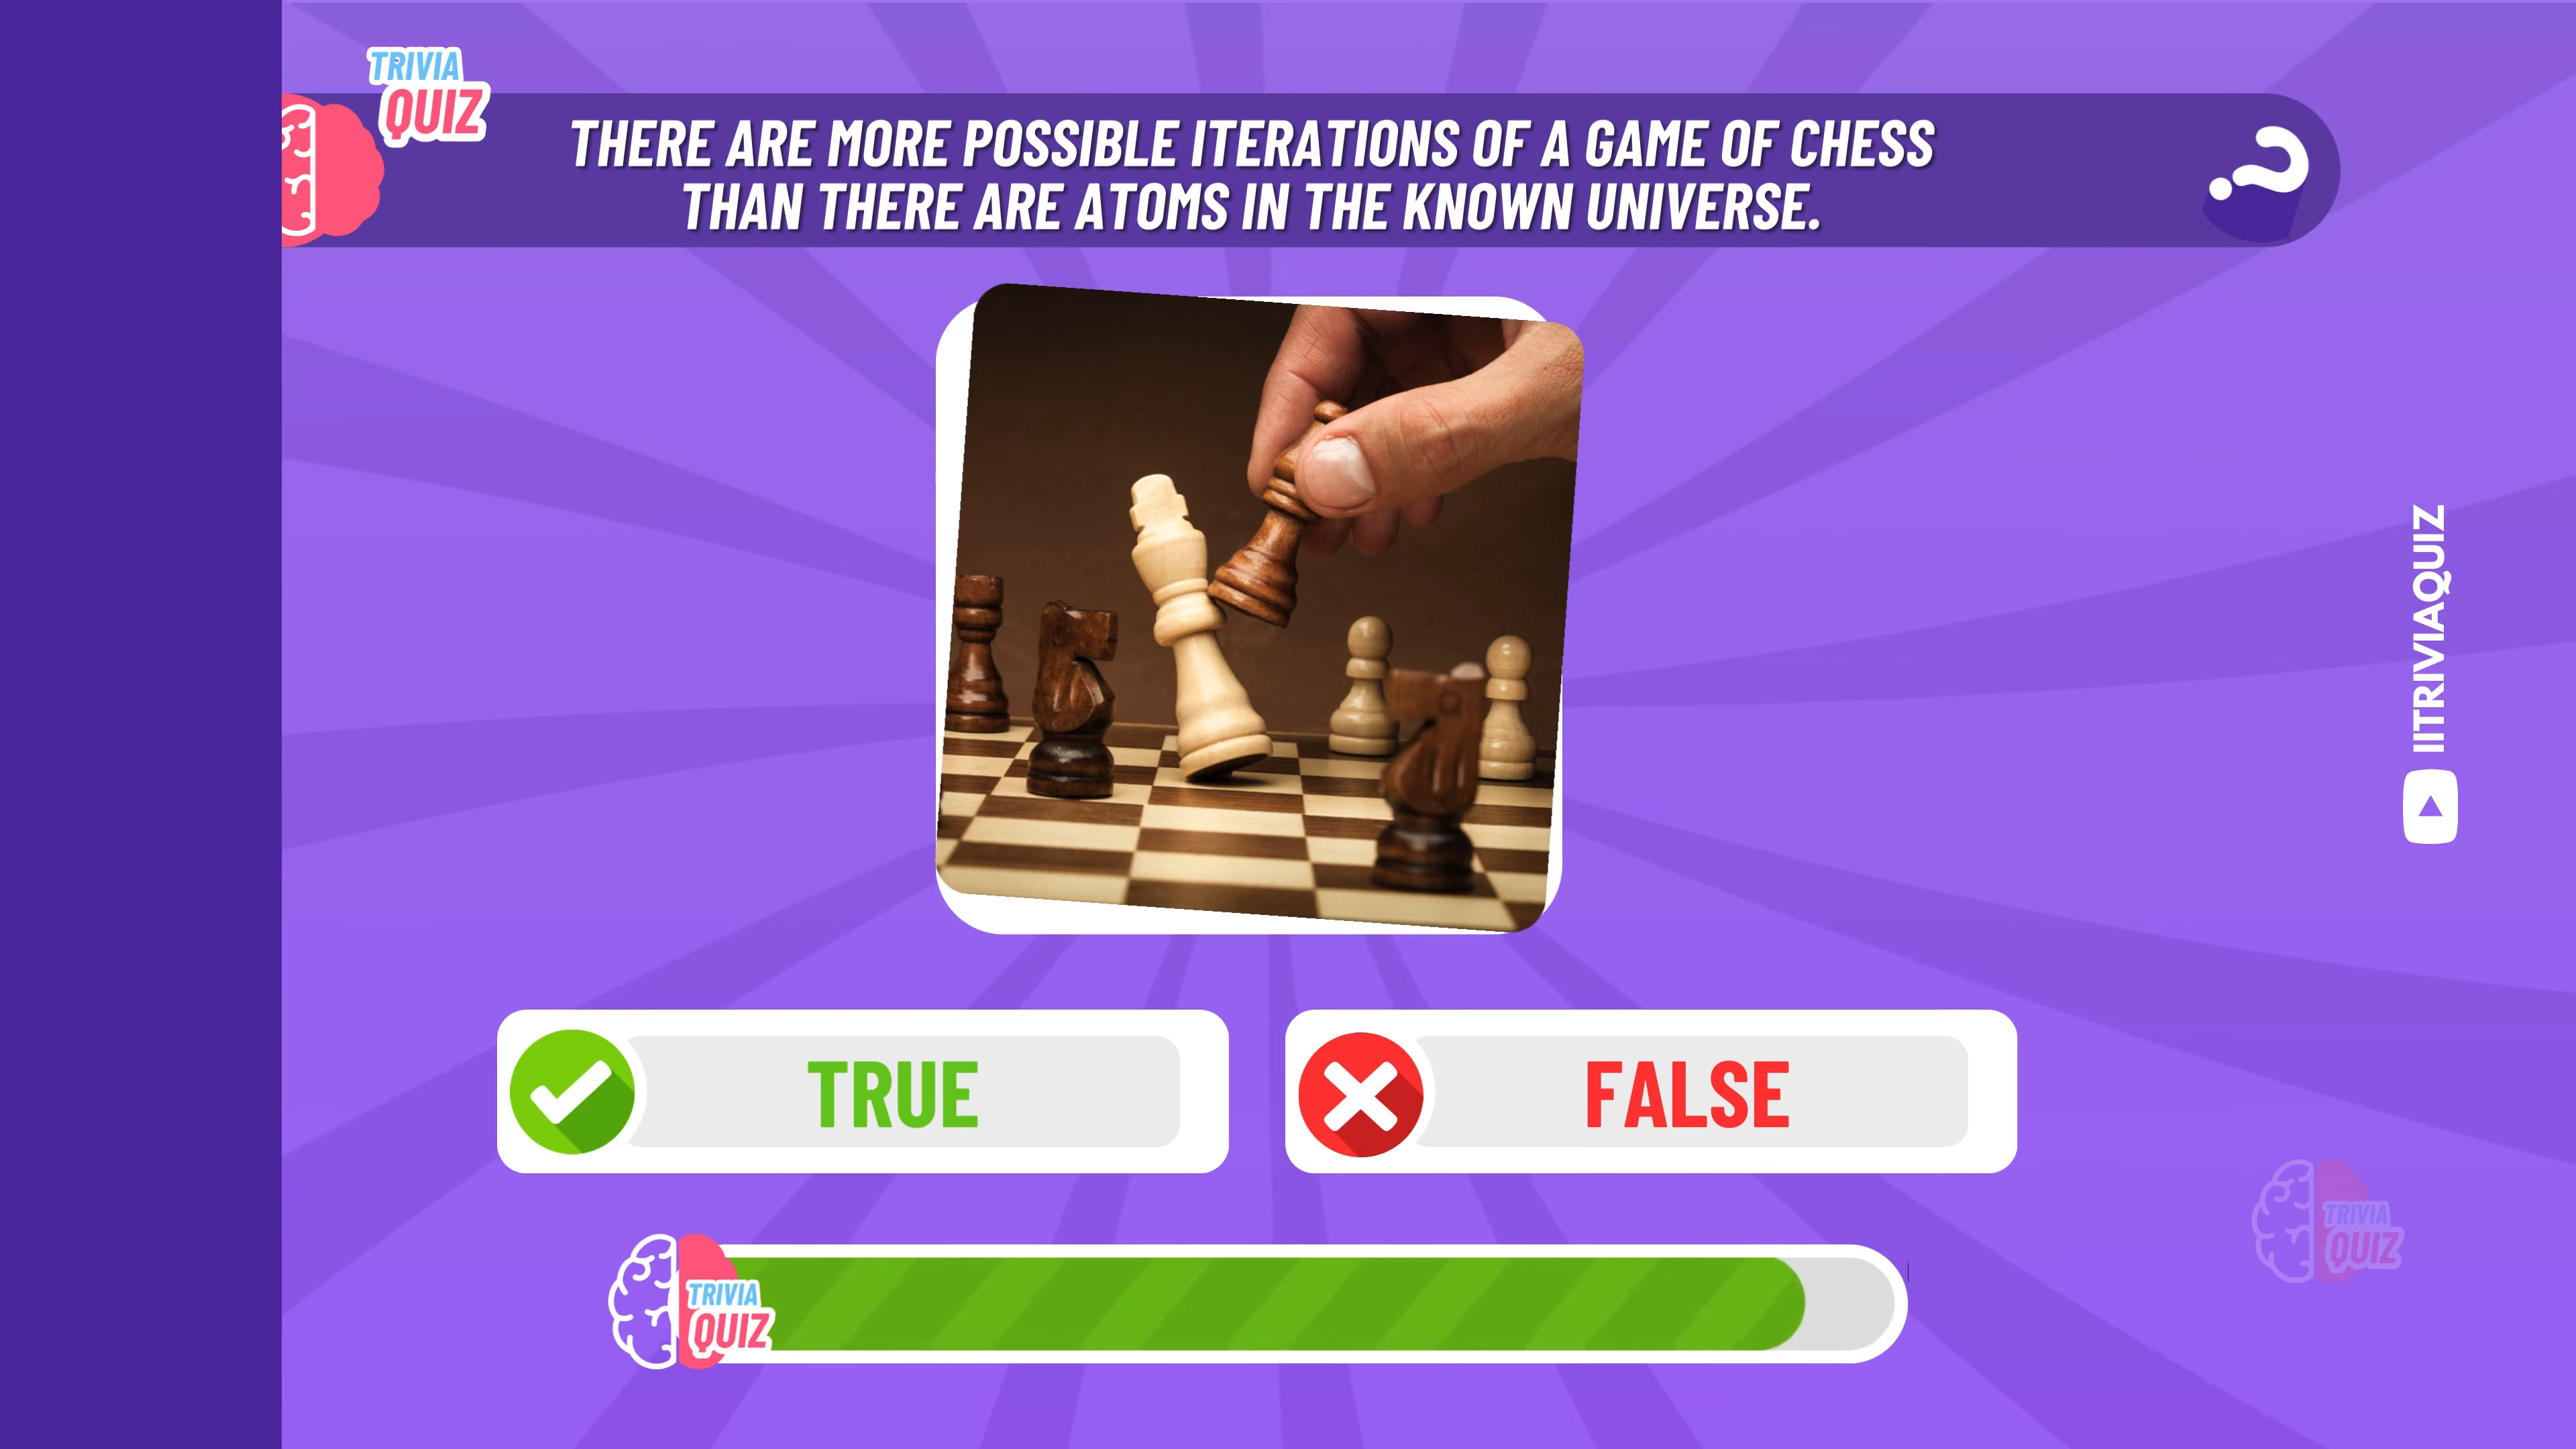 TRIVIA
QUIZ
THERE ARE MORE POSSIBLE ITERATIONS OF A GAME OF CHESS
THAN THERE ARE ATOMS IN THE KNOWN UNIVERSE.
?
IITRIVIAQUIZ
TRUE
FALSE
TRIVIA
QUIZ
TRIVIA
QUIZ